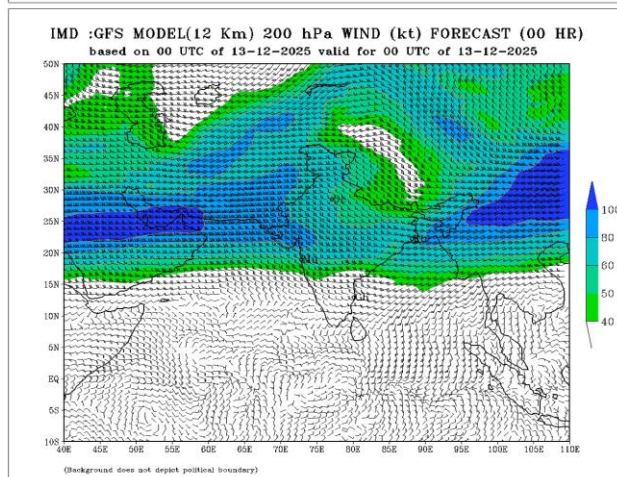 IMD :GFS MODEL(12 Km) 200 hPa WIND (kt) FORECAST (00 HR)
based on 00 UTC of 13-12-2025 valid for 00 UTC of 13-12-2025
50N
45N
40N
35N
30N
25N
20N
15N
10N
5N
5S
10S
40E 45E 50E 55E 60E 65E 70E 75E 80E 85E 90E 95E 100E 105E 110E
100
80
60
50
40
(Background does not depict political boundary)